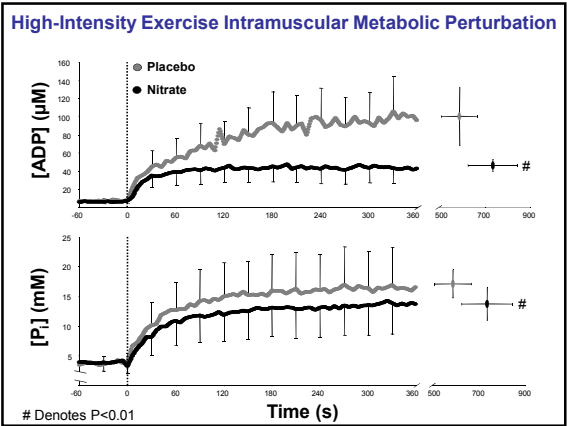 High-Intensity Exercise Intramuscular Metabolic Perturbation
Placebo
Nitrate
[ADP] (µM)
160
140
120
100
80
60
40
20
-60 0 60 120 180 240 300 360 500 700 900
#
[Pi] (mM)
25
20
15
10
5
-60 0 60 120 180 240 300 360 500 700 900
#
Time (s)
# Denotes P<0.01